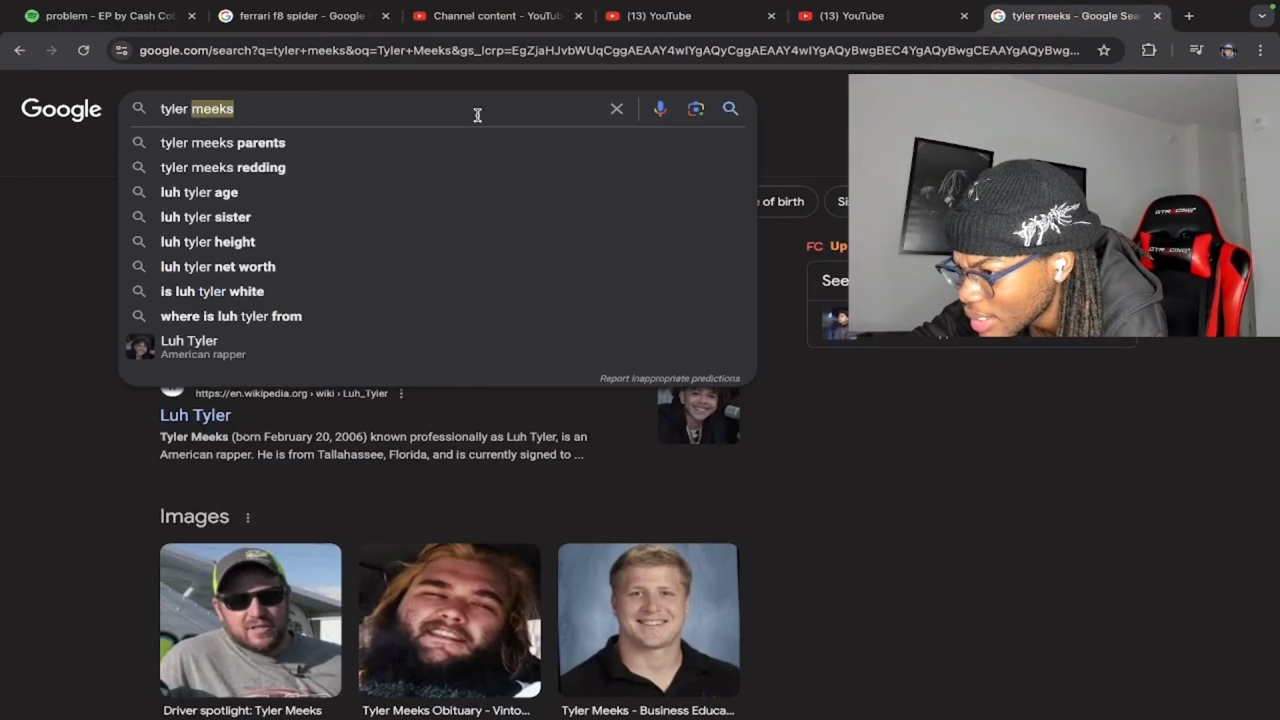 problem - EP by Cash Col
ferrari f8 spider - Google S
Channel content - YouTub
(13) YouTube
(13) YouTube
tyler meeks - Google Sea
google.com/search?q=tyler+meeks&oq=Tyler+Meeks&gs_lcrp=EgZjaHJvbWUqCggAEAAY4wIYgAQyCggAEAAY4wIYgAQyBwgBEC4YgAQyBwgCEAAYgAQyBwg...
Google
tyler meeks
tyler meeks parents
tyler meeks redding
luh tyler age
luh tyler sister
luh tyler height
luh tyler net worth
is luh tyler white
where is luh tyler from
Luh Tyler
American rapper
Report inappropriate predictions
e of birth
Si
FC Up
See
https://en.wikipedia.org › wiki › Luh_Tyler
Luh Tyler
Tyler Meeks (born February 20, 2006) known professionally as Luh Tyler, is an
American rapper. He is from Tallahassee, Florida, and is currently signed to ...
Images
Driver spotlight: Tyler Meeks
Tyler Meeks Obituary - Vinto...
Tyler Meeks - Business Educa...
GTRACING
GTRACING